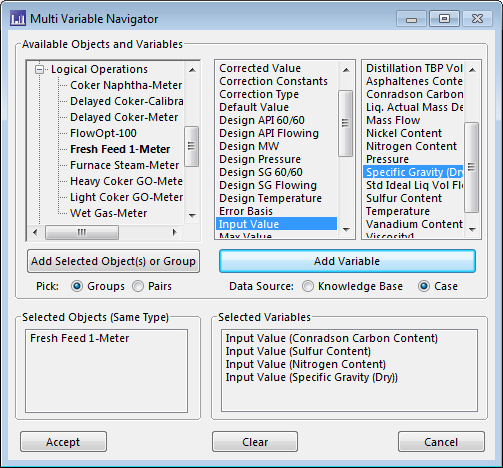 Multi Variable Navigator
Available Objects and Variables
Logical Operations
Coker Naphtha-Meter
Delayed Coker-Calibra
Delayed Coker-Meter
FlowOpt-100
Fresh Feed 1-Meter
Furnace Steam-Meter
Heavy Coker GO-Mete
Light Coker GO-Meter
Wet Gas-Meter
Corrected Value
Correction Constants
Correction Type
Default Value
Design API 60/60
Design API Flowing
Design MW
Design Pressure
Design SG 60/60
Design SG Flowing
Design Temperature
Error Basis
Input Value
Max Value
Distillation TBP Vol
Asphaltenes Conten
Conradson Carbon
Liq. Actual Mass De
Mass Flow
Nickel Content
Nitrogen Content
Pressure
Specific Gravity (Dry
Std Ideal Liq Vol Fl
Sulfur Content
Temperature
Vanadium Content
Viscosity1
Add Selected Object(s) or Group
Add Variable
Pick: Groups Pairs
Data Source: Knowledge Base Case
Selected Objects (Same Type)
Fresh Feed 1-Meter
Selected Variables
Input Value (Conradson Carbon Content)
Input Value (Sulfur Content)
Input Value (Nitrogen Content)
Input Value (Specific Gravity (Dry))
Accept
Clear
Cancel